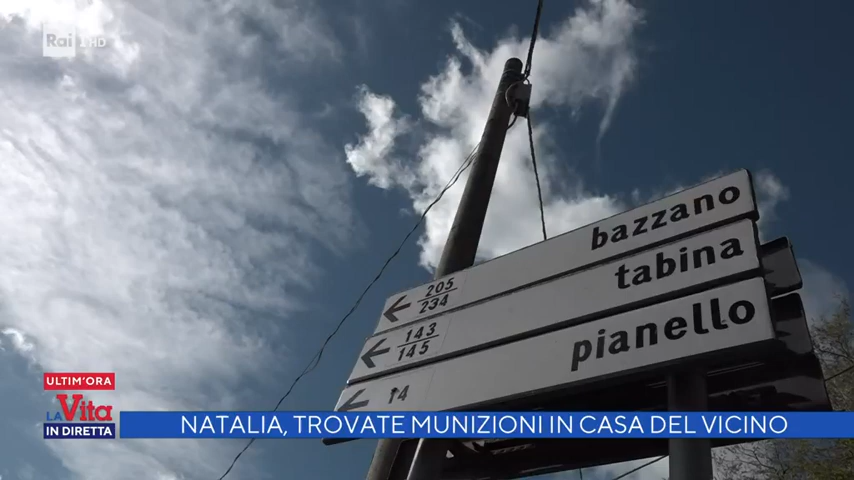 Rai 1 HD
bazzano
205
234
tabina
143
145
pianello
14
ULTIM'ORA
LA Vita
IN DIRETTA
NATALIA, TROVATE MUNIZIONI IN CASA DEL VICINO